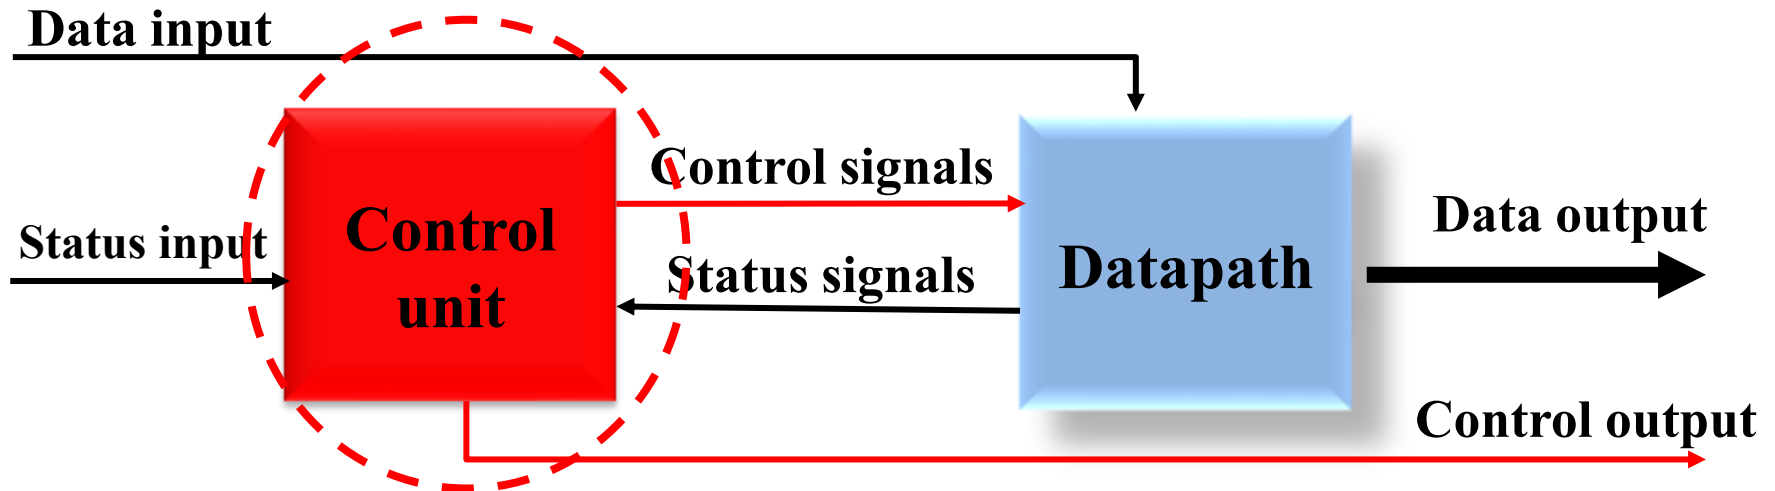 Data input
Control signals
Status input
Control
unit
Status signals
Datapath
Data output
Control output